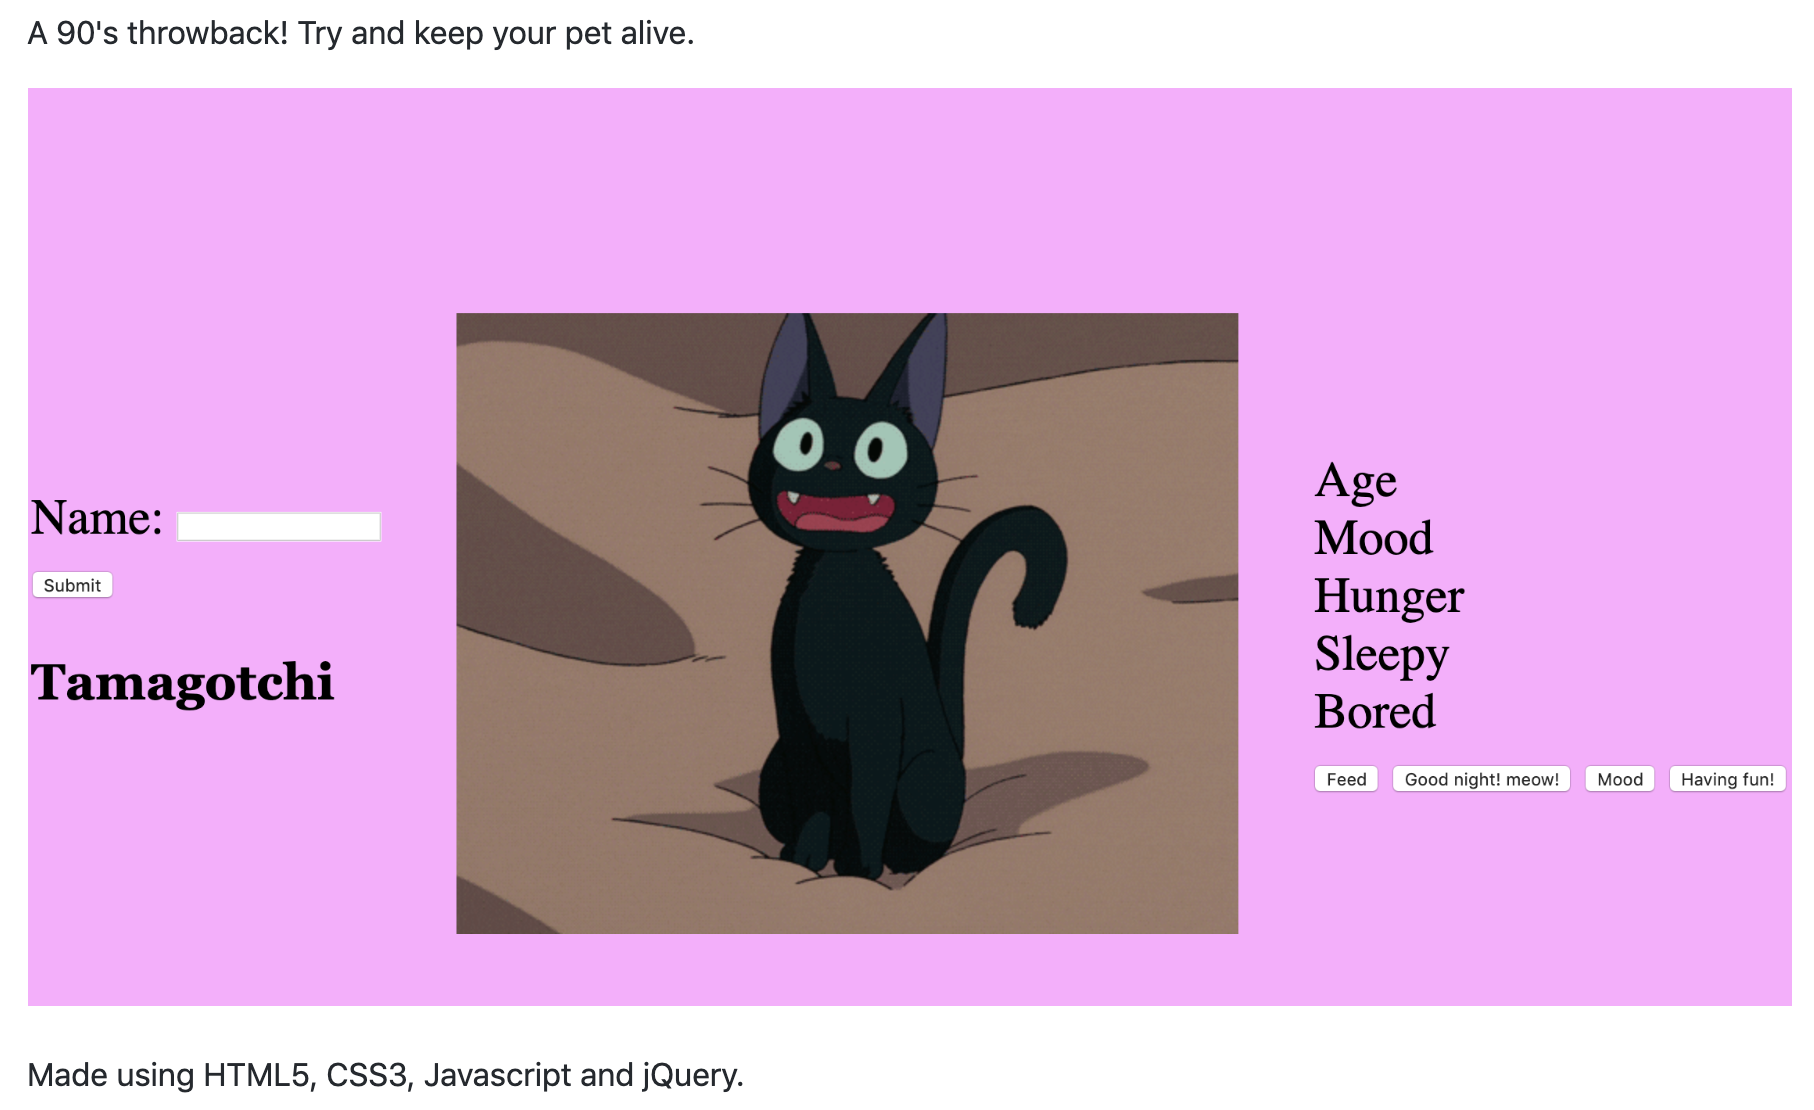 A 90's throwback! Try and keep your pet alive.
Name:
Submit
Tamagotchi
Age
Mood
Hunger
Sleepy
Bored
Feed Good night! meow! Mood Having fun!
Made using HTML5, CSS3, Javascript and jQuery.